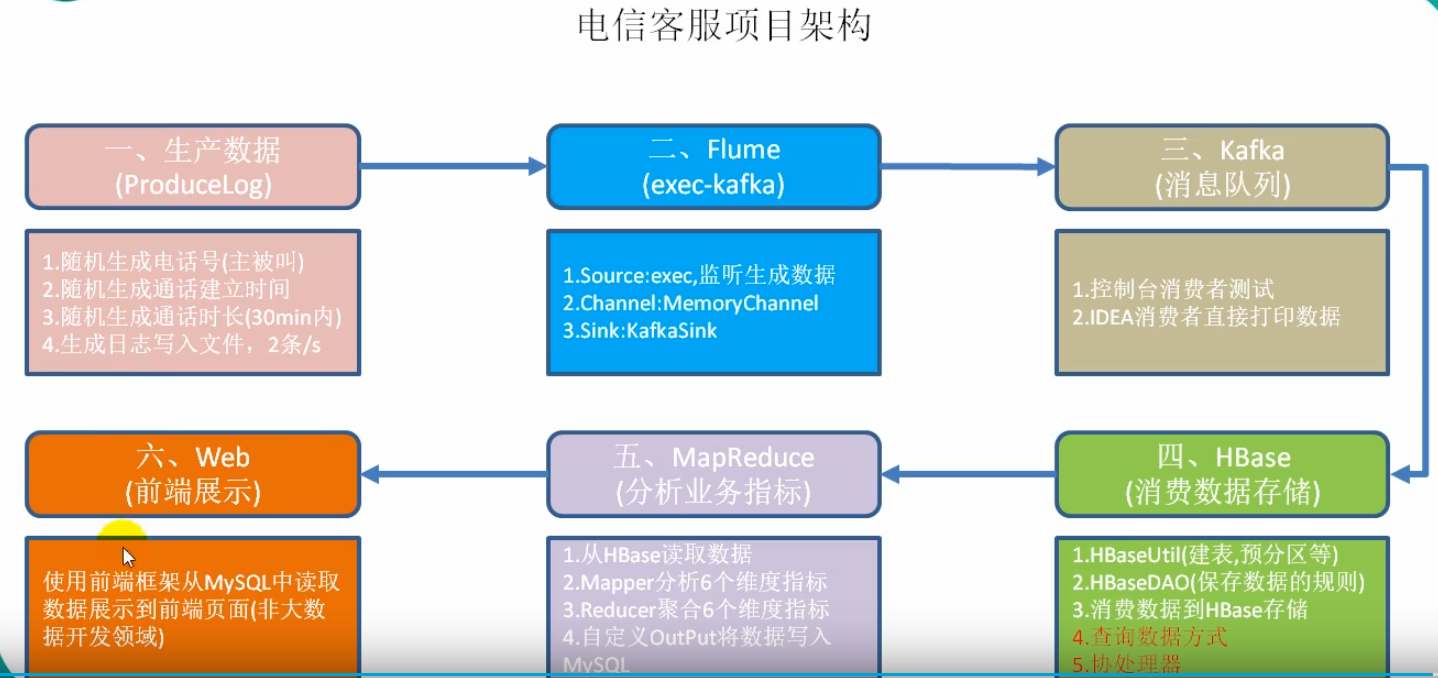 电信客服项目架构
一、生产数据
(ProduceLog)
1.随机生成电话号(主被叫)
2.随机生成通话建立时间
3.随机生成通话时长(30min内)
4.生成日志写入文件，2条/s
二、Flume
(exec-kafka)
1.Source:exec,监听生成数据
2.Channel:MemoryChannel
3.Sink:KafkaSink
三、Kafka
(消息队列)
1.控制台消费者测试
2.IDEA消费者直接打印数据
四、HBase
(消费数据存储)
1.HBaseUtil(建表,预分区等)
2.HBaseDAO(保存数据的规则)
3.消费数据到HBase存储
4.查询数据方式
5.协处理器
五、MapReduce
(分析业务指标)
1.从HBase读取数据
2.Mapper分析6个维度指标
3.Reducer聚合6个维度指标
4.自定义OutPut将数据写入
MySQL
六、Web
(前端展示)
使用前端框架从MySQL中读取
数据展示到前端页面(非大数
据开发领域)